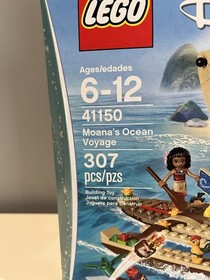 LEGO
Ages/edades
6-12
41150
Moana's Ocean
Voyage
307
pcs/pzs
Building Toy
Jouet de construction
Juguete para Construir